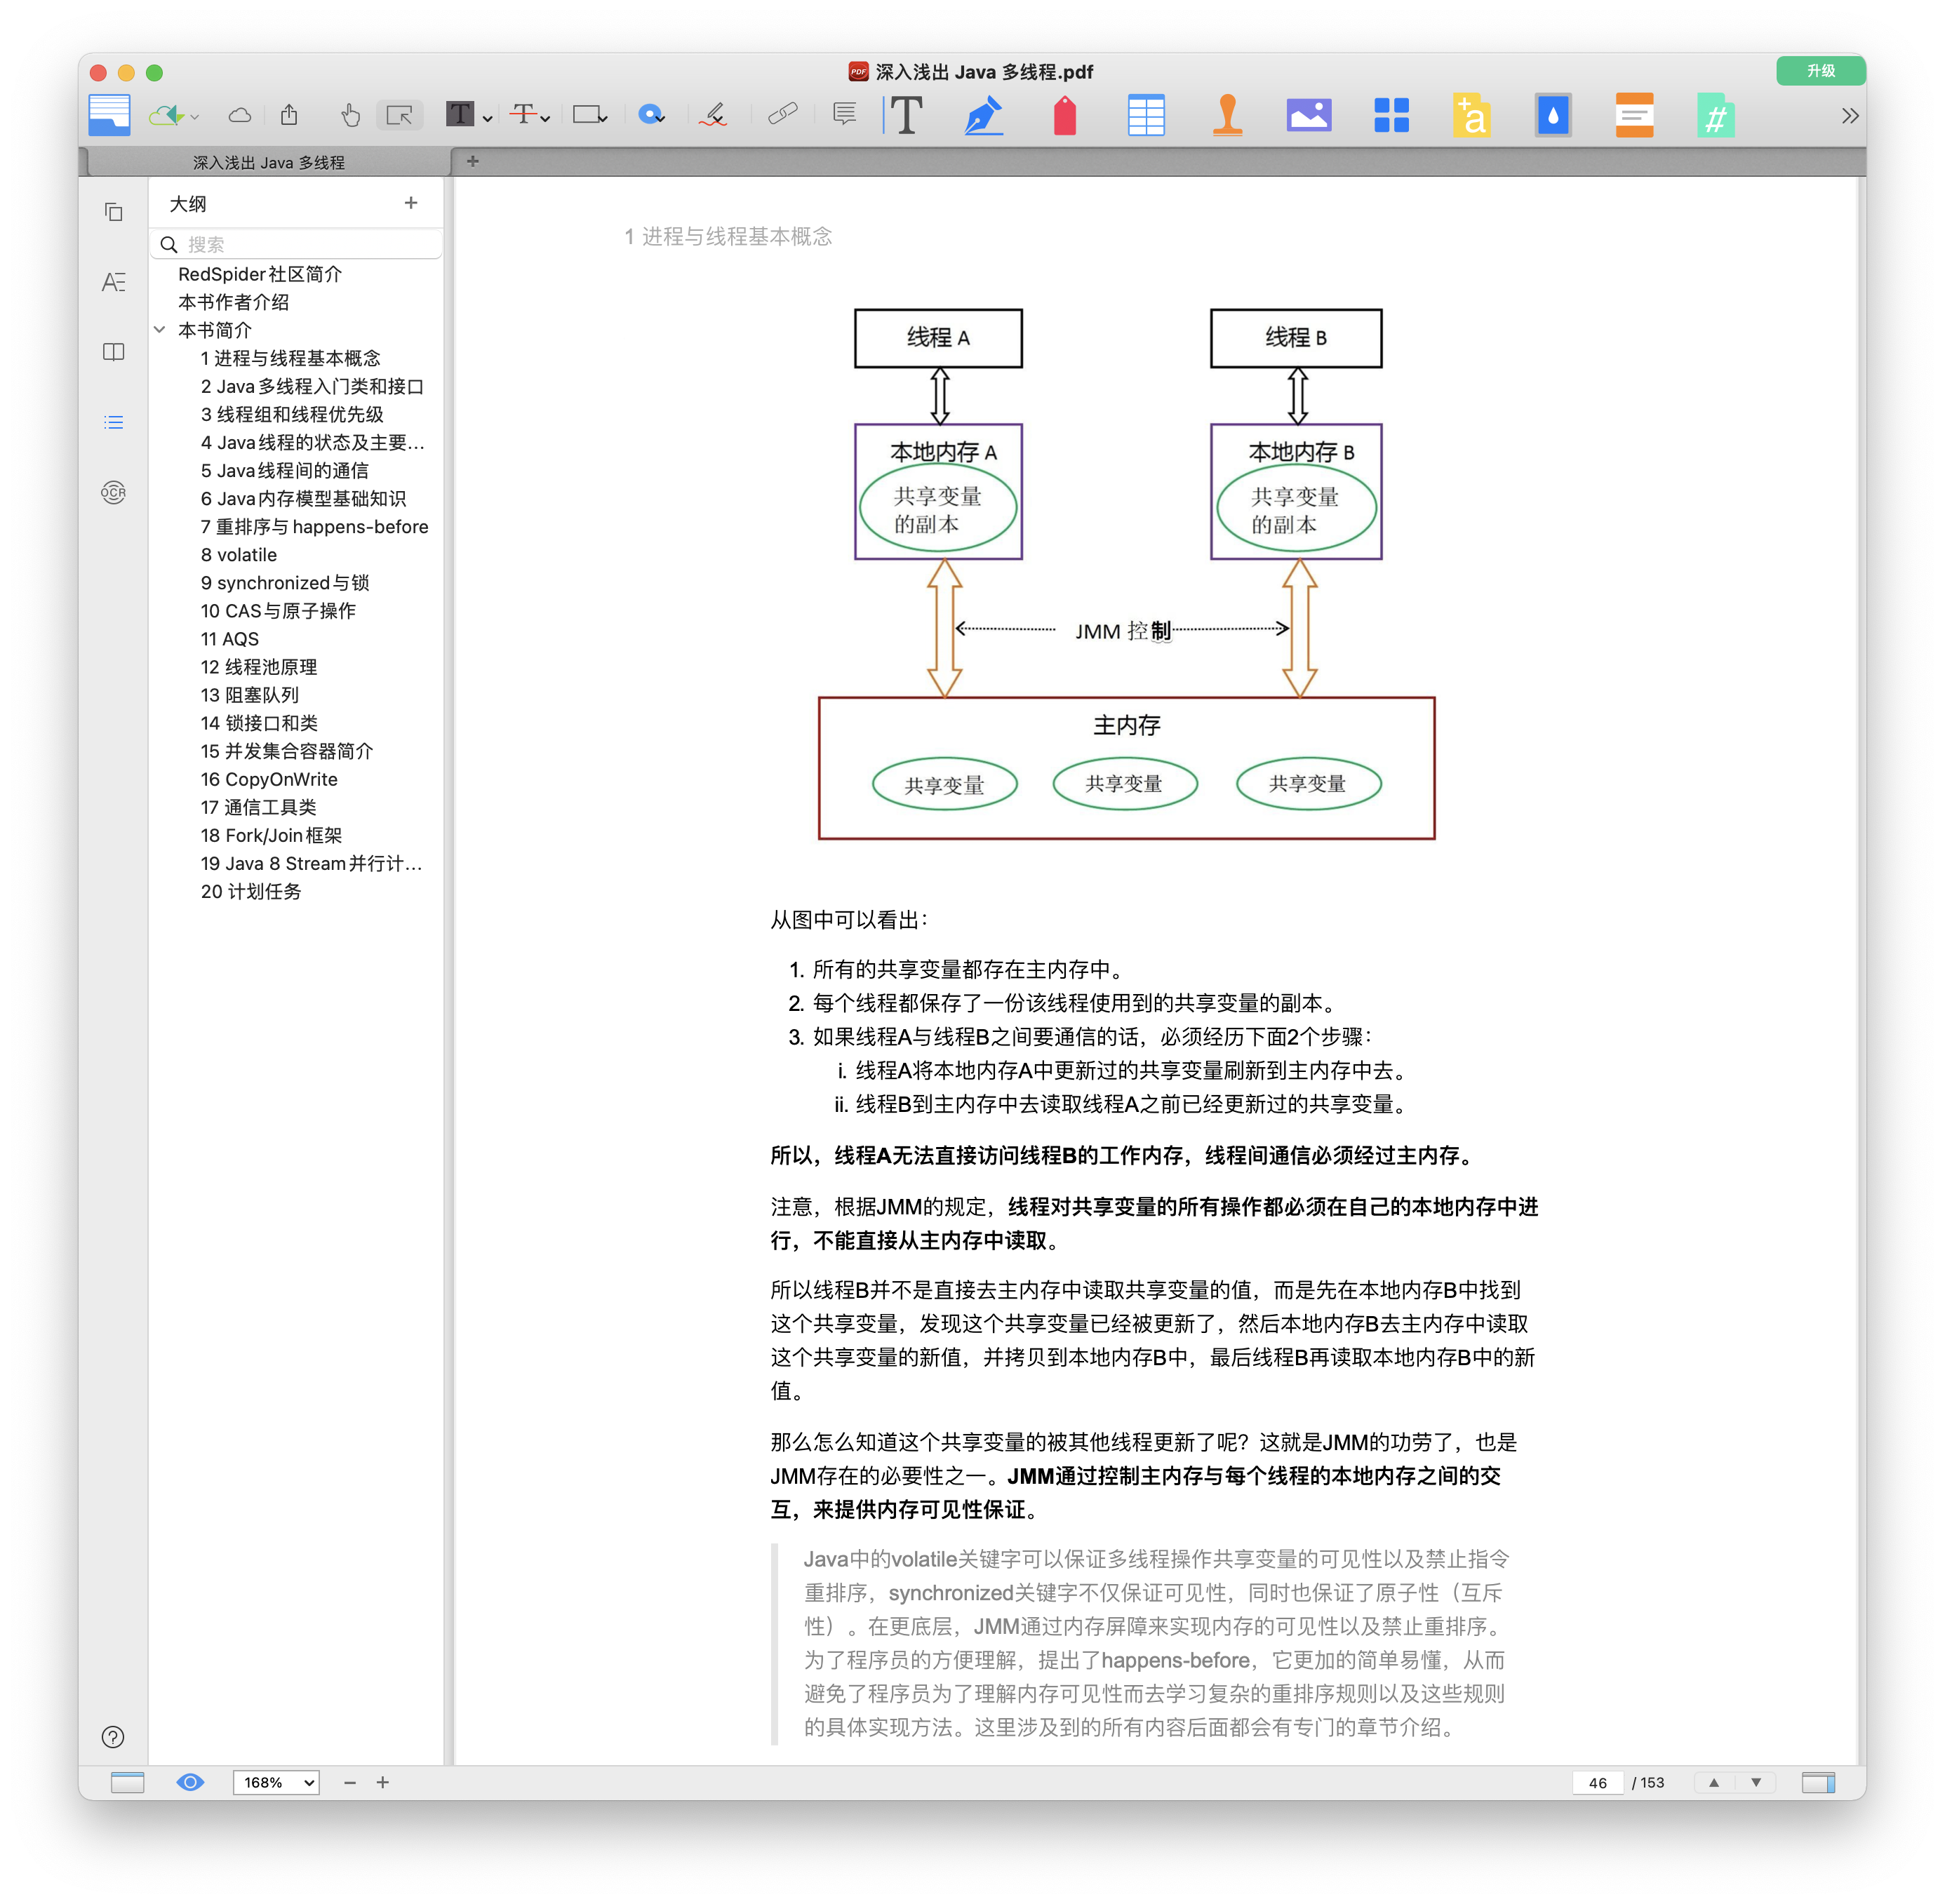 深入浅出 Java 多线程.pdf
升级
深入浅出 Java 多线程
大纲
搜索
RedSpider社区简介
本书作者介绍
本书简介
1 进程与线程基本概念
2 Java多线程入门类和接口
3 线程组和线程优先级
4 Java线程的状态及主要…
5 Java线程间的通信
6 Java内存模型基础知识
7 重排序与 happens-before
8 volatile
9 synchronized与锁
10 CAS与原子操作
11 AQS
12 线程池原理
13 阻塞队列
14 锁接口和类
15 并发集合容器简介
16 CopyOnWrite
17 通信工具类
18 Fork/Join框架
19 Java 8 Stream并行计…
20 计划任务
OCR
1 进程与线程基本概念
线程 A
线程 B
本地内存 A
共享变量
的副本
本地内存 B
共享变量
的副本
JMM 控制
主内存
共享变量
共享变量
共享变量
从图中可以看出：
1. 所有的共享变量都存在主内存中。
2. 每个线程都保存了一份该线程使用到的共享变量的副本。
3. 如果线程A与线程B之间要通信的话，必须经历下面2个步骤：
i. 线程A将本地内存A中更新过的共享变量刷新到主内存中去。
ii. 线程B到主内存中去读取线程A之前已经更新过的共享变量。
所以，线程A无法直接访问线程B的工作内存，线程间通信必须经过主内存。
注意，根据JMM的规定，线程对共享变量的所有操作都必须在自己的本地内存中进
行，不能直接从主内存中读取。
所以线程B并不是直接去主内存中读取共享变量的值，而是先在本地内存B中找到
这个共享变量，发现这个共享变量已经被更新了，然后本地内存B去主内存中读取
这个共享变量的新值，并拷贝到本地内存B中，最后线程B再读取本地内存B中的新
值。
那么怎么知道这个共享变量的被其他线程更新了呢？这就是JMM的功劳了，也是
JMM存在的必要性之一。JMM通过控制主内存与每个线程的本地内存之间的交
互，来提供内存可见性保证。
Java中的volatile关键字可以保证多线程操作共享变量的可见性以及禁止指令
重排序，synchronized关键字不仅保证可见性，同时也保证了原子性（互斥
性）。在更底层，JMM通过内存屏障来实现内存的可见性以及禁止重排序。
为了程序员的方便理解，提出了happens-before，它更加的简单易懂，从而
避免了程序员为了理解内存可见性而去学习复杂的重排序规则以及这些规则
的具体实现方法。这里涉及到的所有内容后面都会有专门的章节介绍。
168%
46 / 153